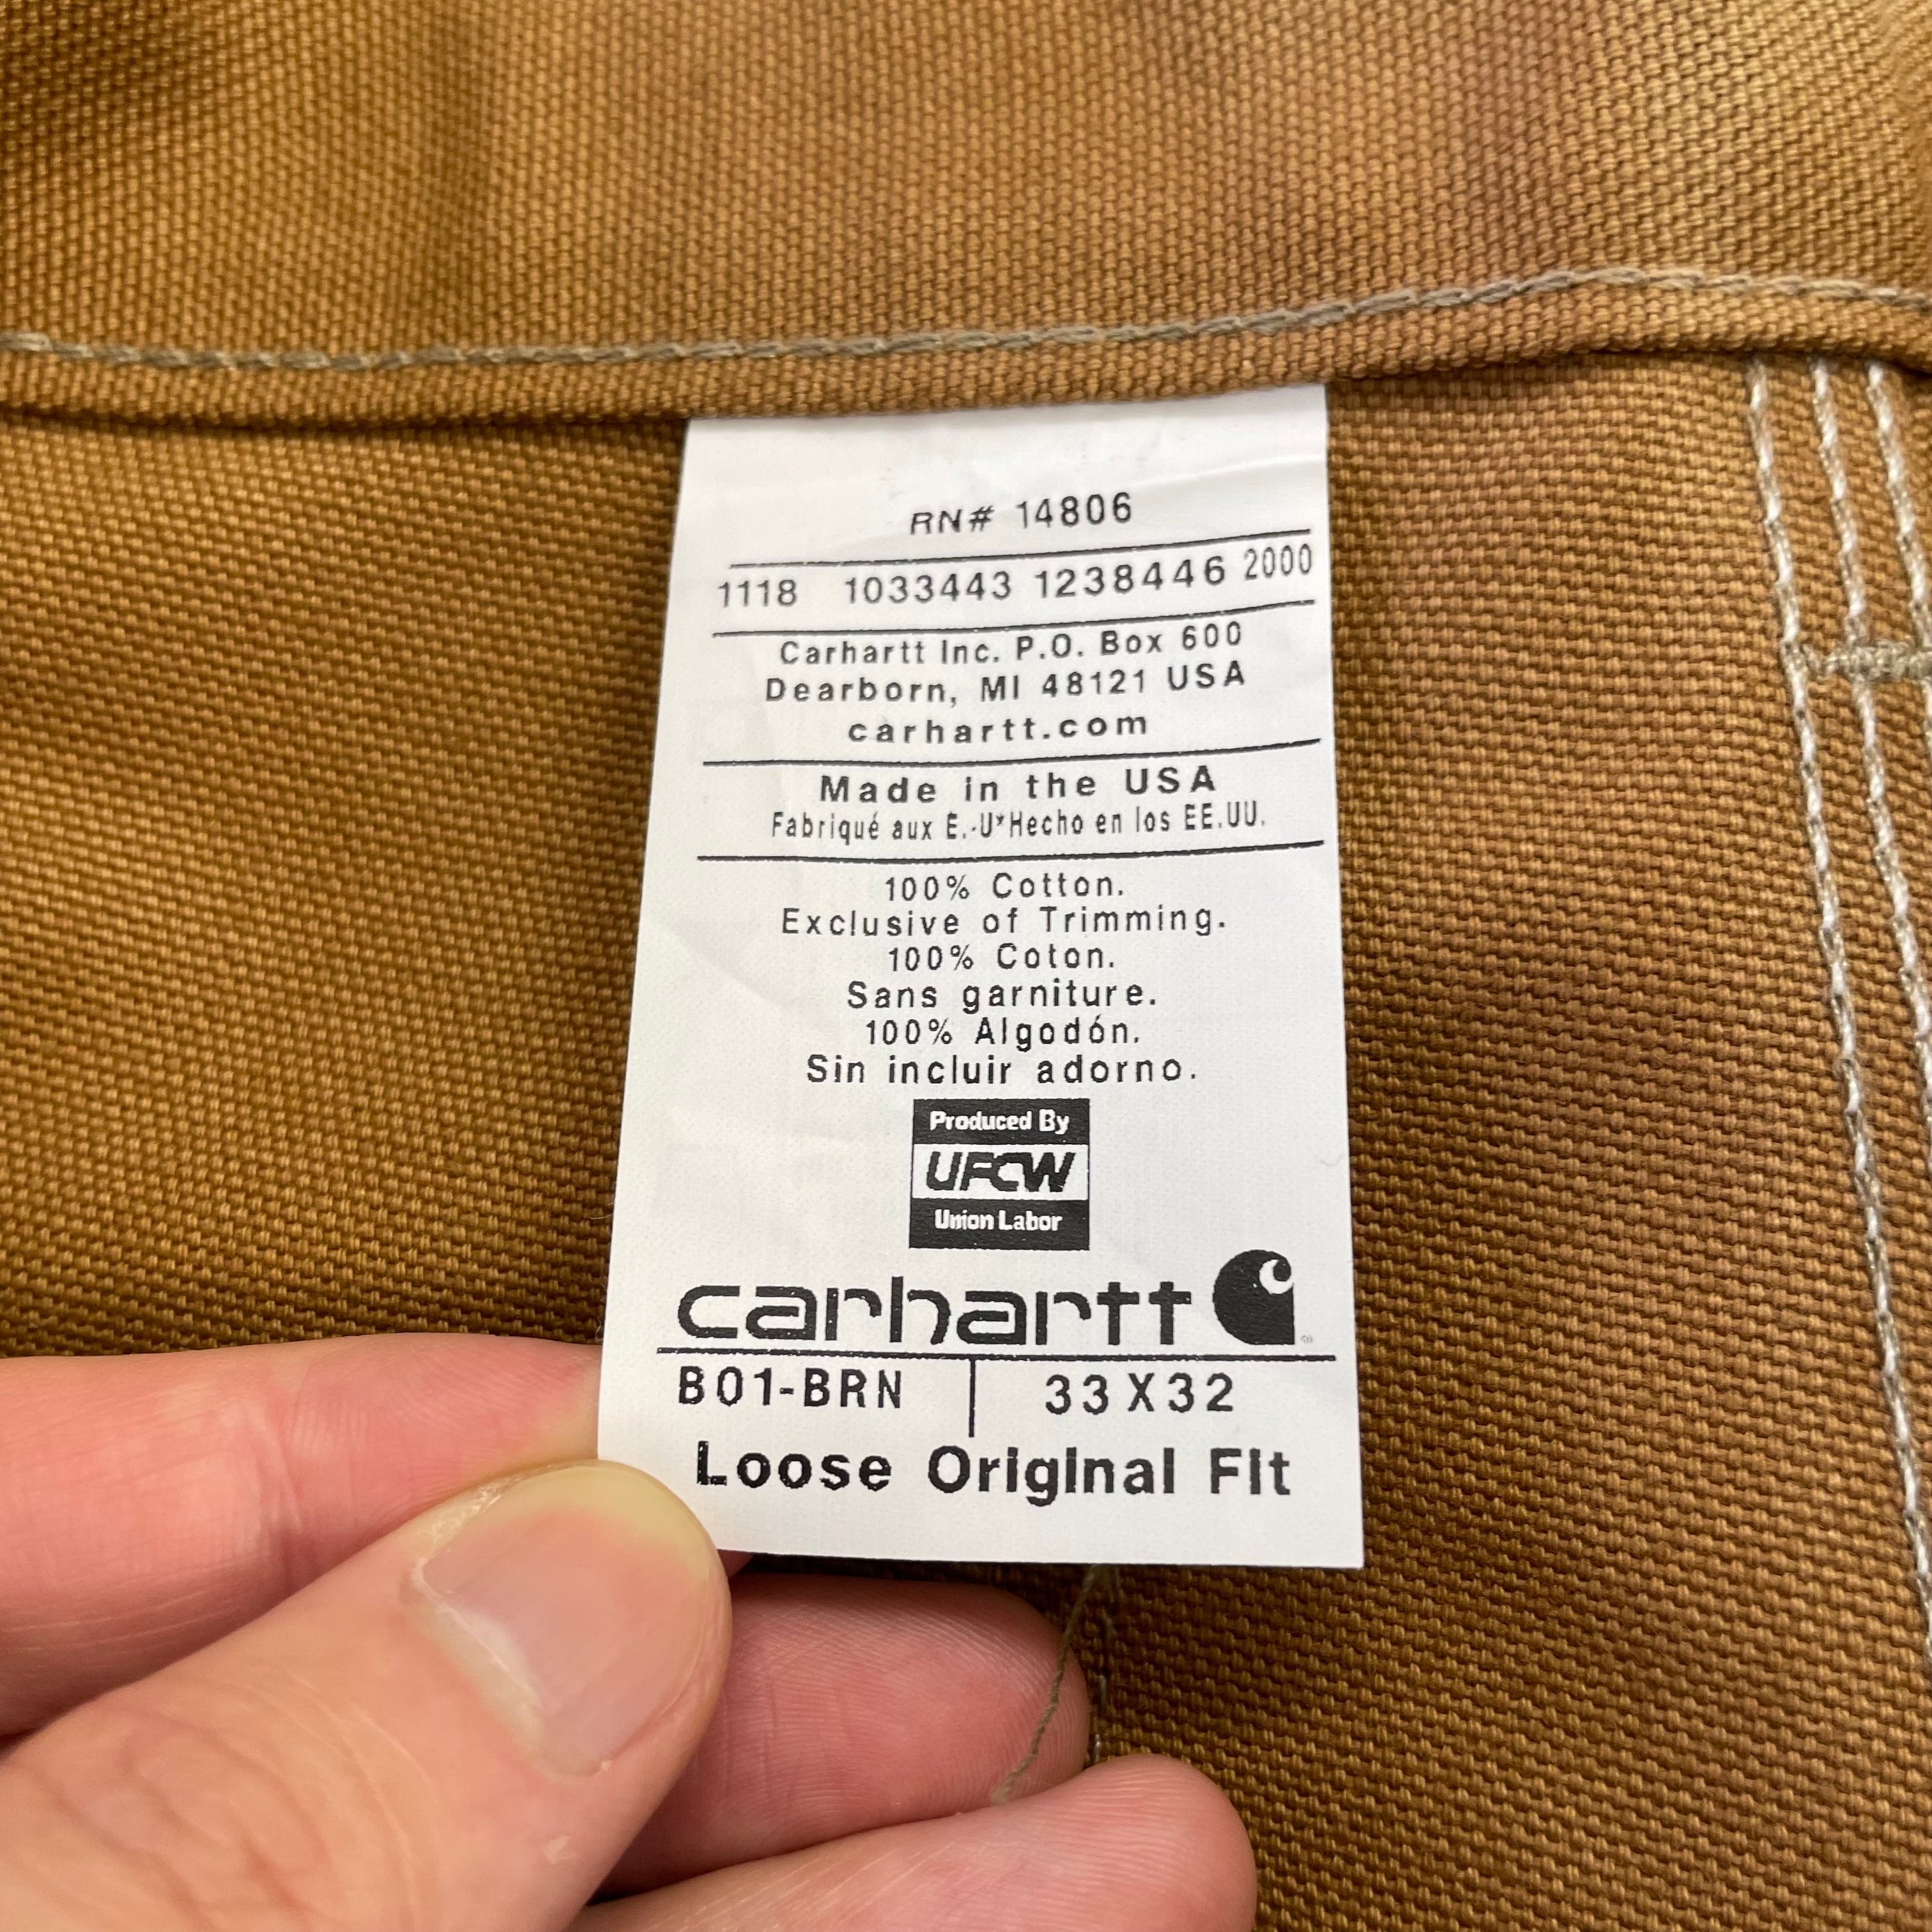 RN# 14806
1118 1033443 1238446 2000
Carhartt Inc. P.O. Box 600
Dearborn, MI 48121 USA
carhartt.com
Made in the USA
Fabriqué aux É.-U*Hecho en los EE.UU.
100% Cotton.
Exclusive of Trimming.
100% Coton.
Sans garniture.
100% Algodón.
Sin incluir adorno.
Produced By
UFCW
Union Labor
carhartt
B01-BRN 33X32
Loose Original Fit